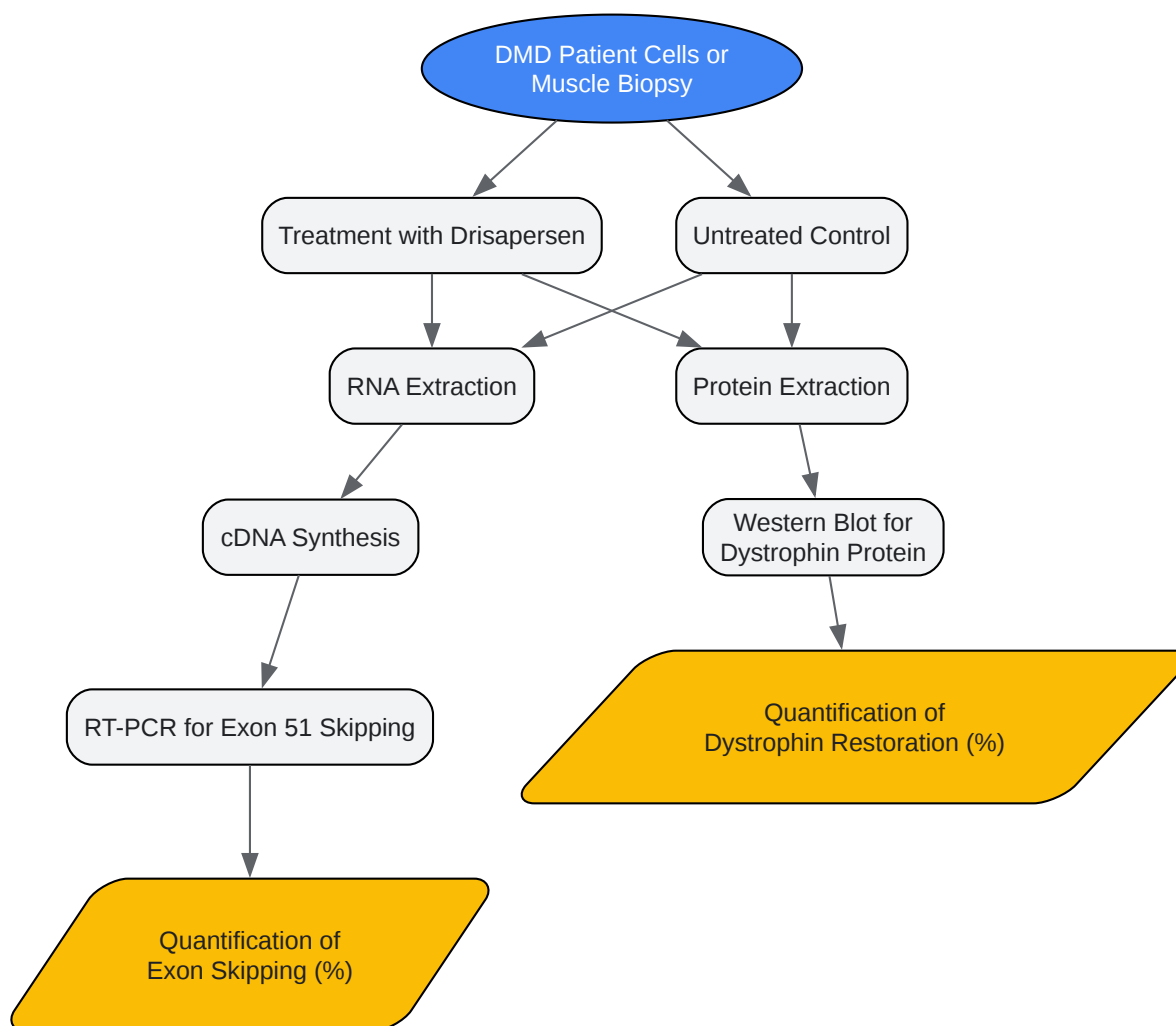 DMD Patient Cells or
Muscle Biopsy
Treatment with Drisapersen
Untreated Control
RNA Extraction
Protein Extraction
cDNA Synthesis
Western Blot for
Dystrophin Protein
RT-PCR for Exon 51 Skipping
Quantification of
Dystrophin Restoration (%)
Quantification of
Exon Skipping (%)